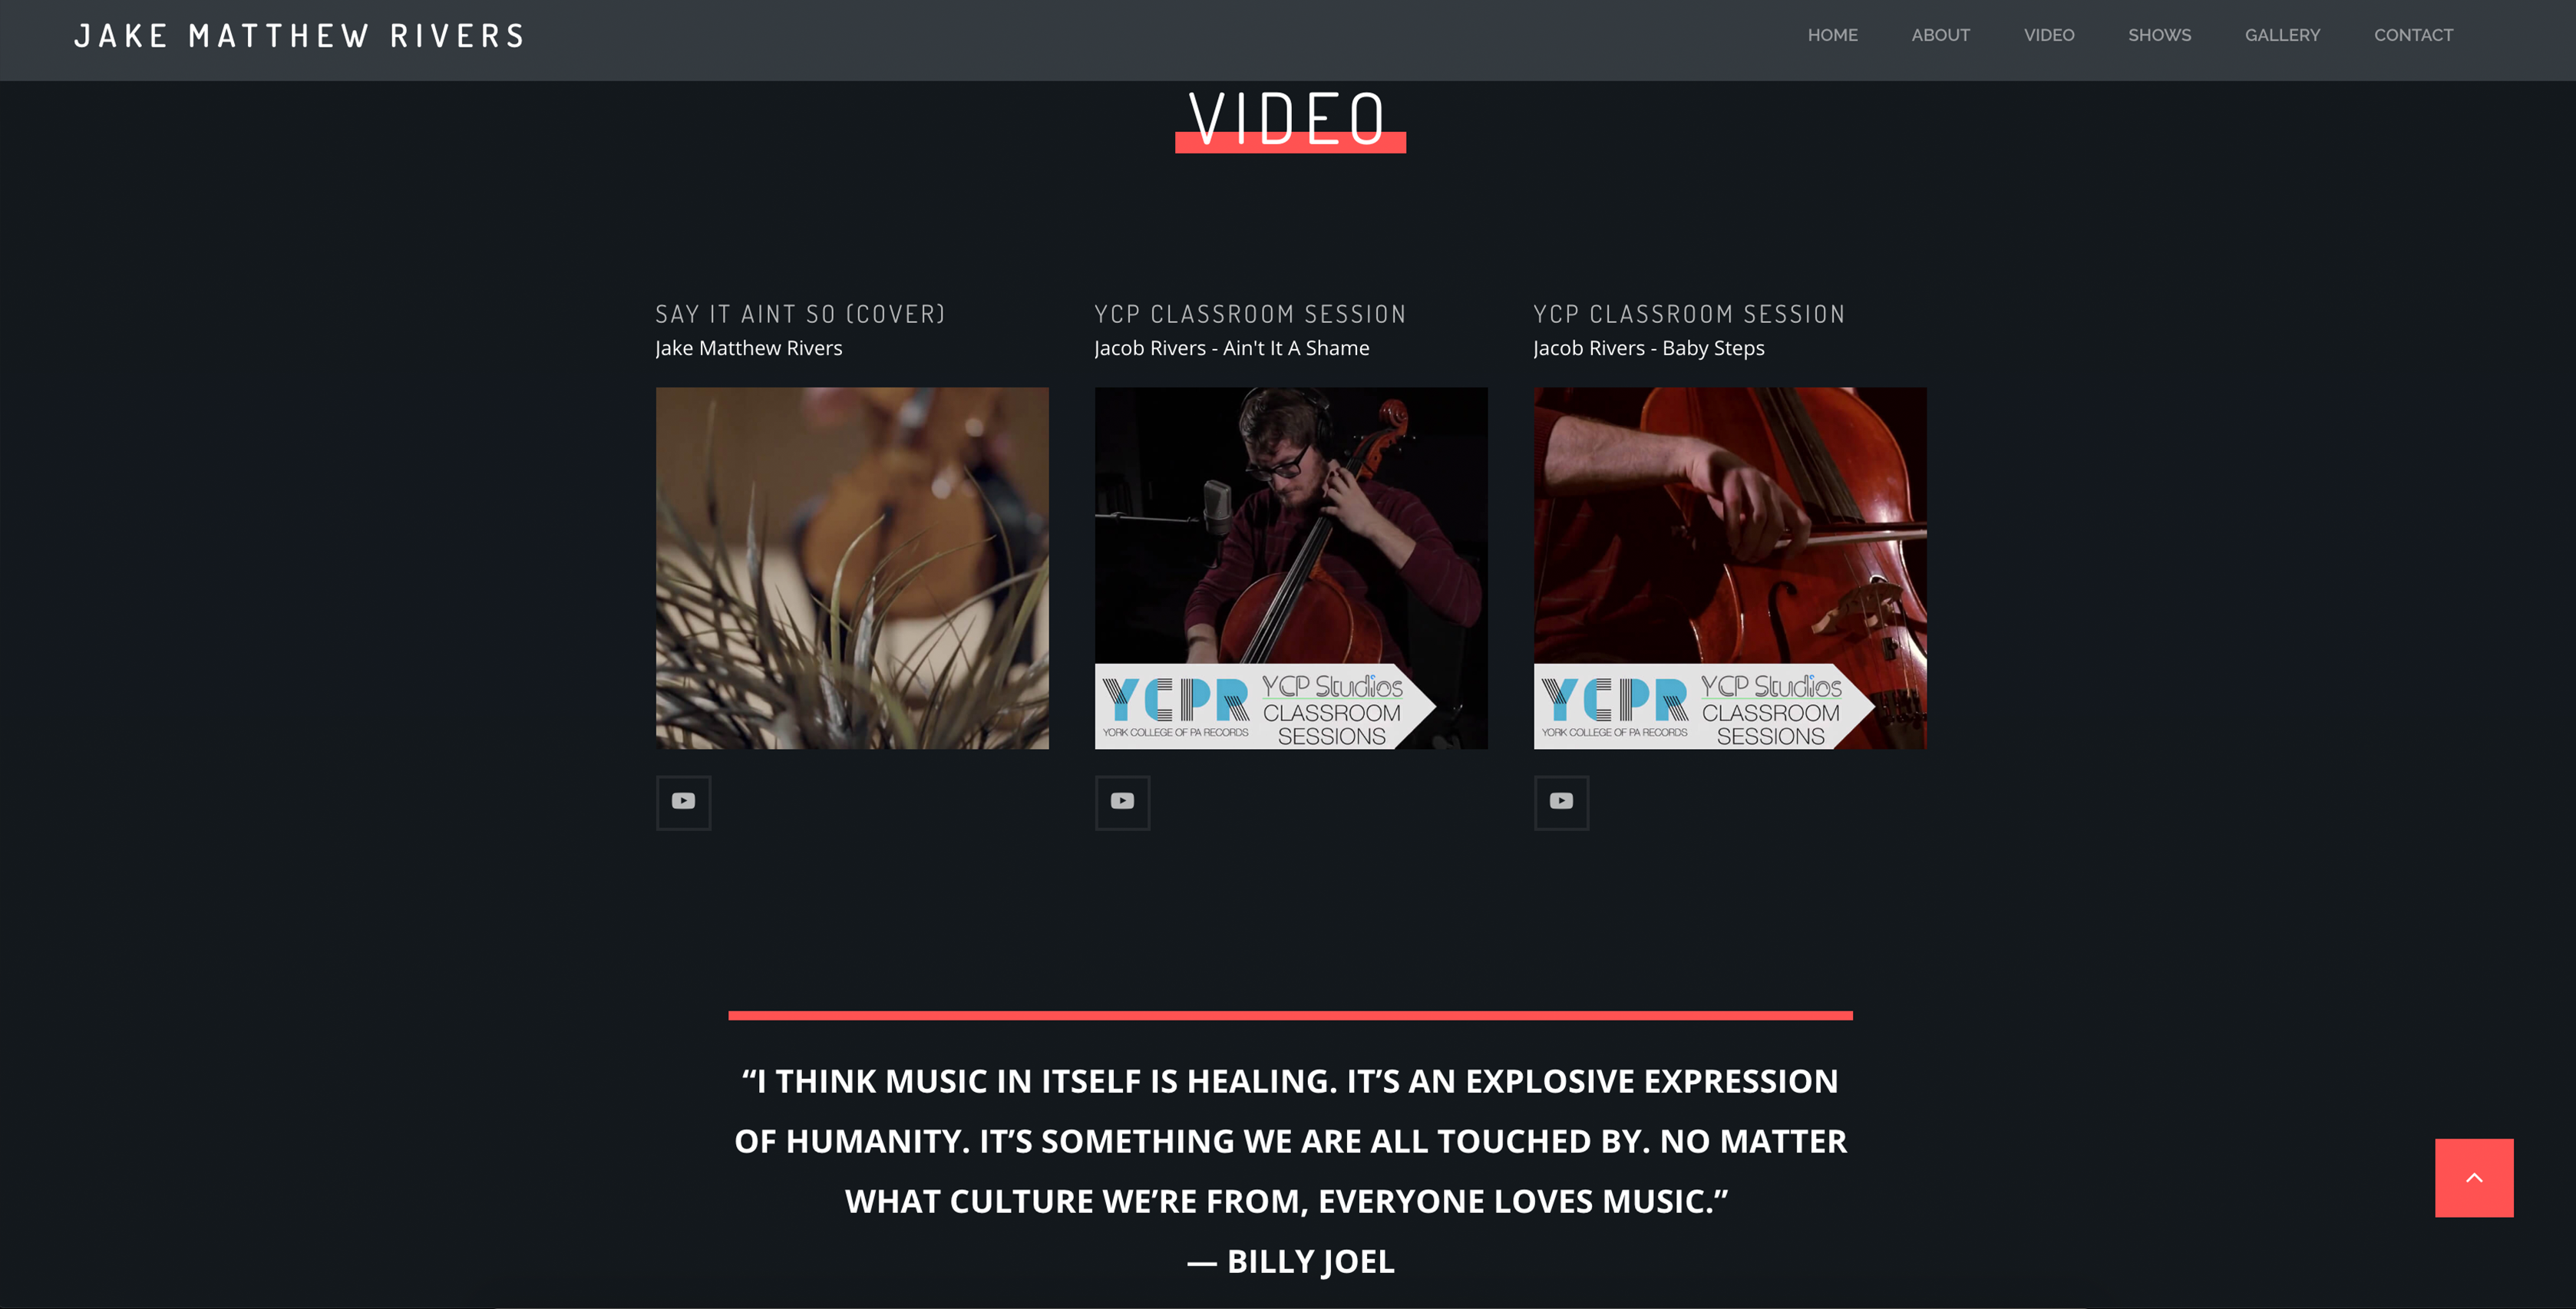 JAKE MATTHEW RIVERS
HOME ABOUT VIDEO SHOWS GALLERY CONTACT
VIDEO
SAY IT AINT SO (COVER)
Jake Matthew Rivers
YCP CLASSROOM SESSION
Jacob Rivers - Ain't It A Shame
YCPR
YORK COLLEGE OF PA RECORDS
YCP Studios
CLASSROOM
SESSIONS
YCP CLASSROOM SESSION
Jacob Rivers - Baby Steps
YCPR
YORK COLLEGE OF PA RECORDS
YCP Studios
CLASSROOM
SESSIONS
“I THINK MUSIC IN ITSELF IS HEALING. IT’S AN EXPLOSIVE EXPRESSION
OF HUMANITY. IT’S SOMETHING WE ARE ALL TOUCHED BY. NO MATTER
WHAT CULTURE WE’RE FROM, EVERYONE LOVES MUSIC.”
— BILLY JOEL